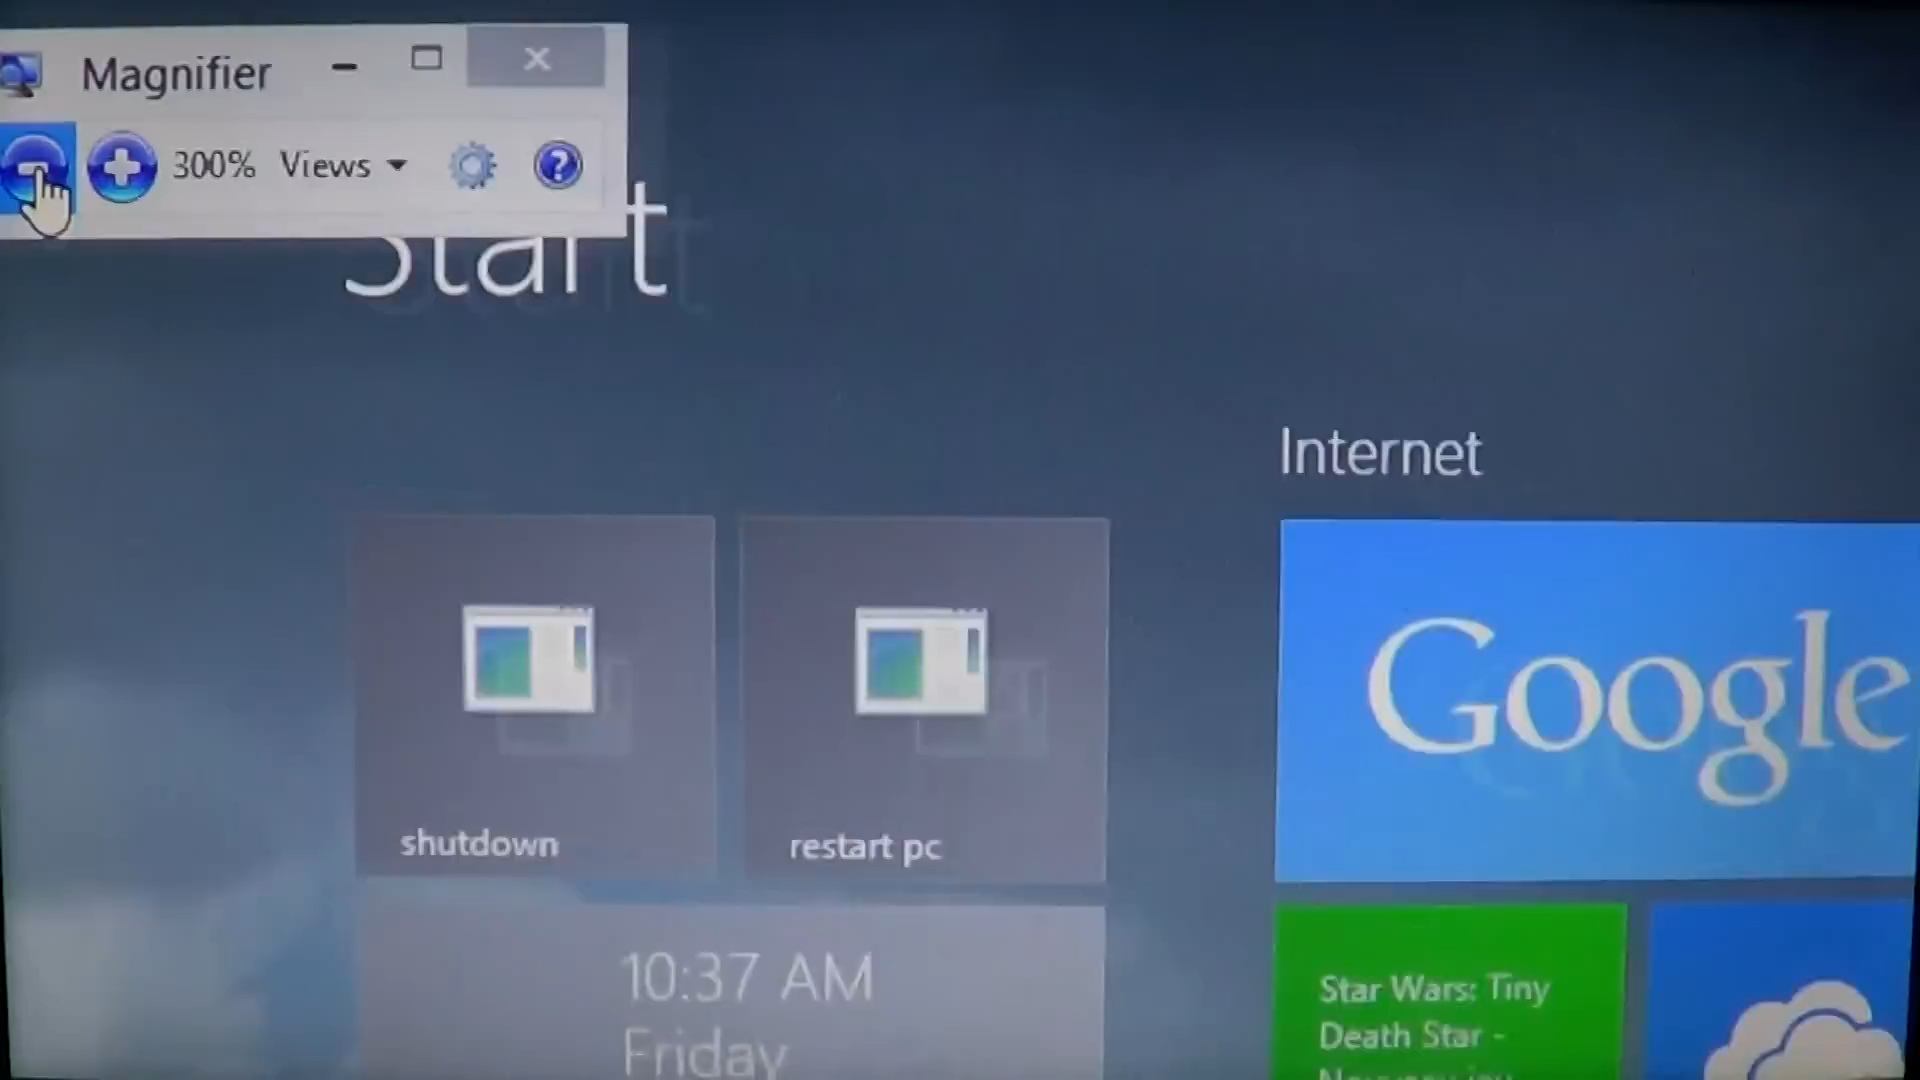 Magnifier
300% Views
Start
Internet
Google
shutdown
restart pc
10:37 AM
Friday
Star Wars: Tiny
Death Star -